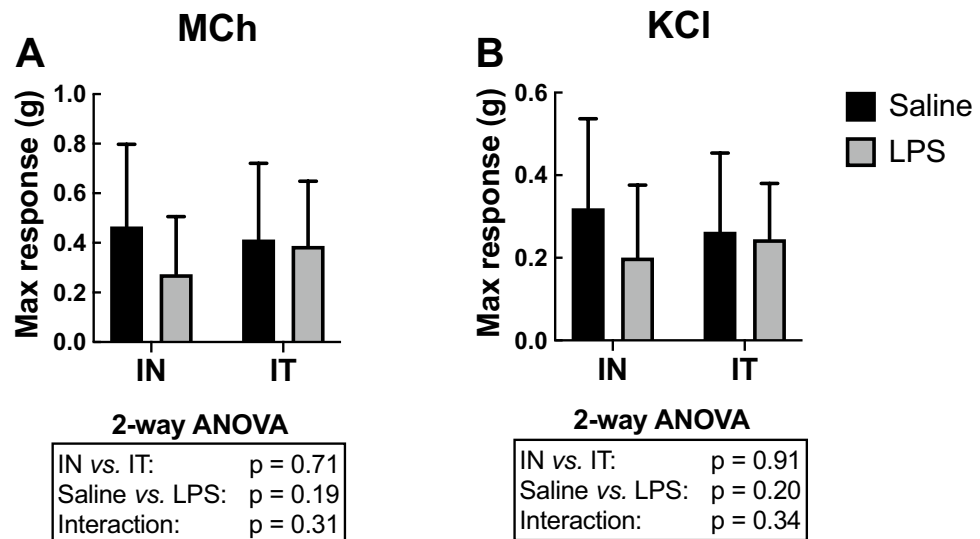 MCh
A
Max response (g)
1.0
0.8
0.6
0.4
0.2
0.0
IN
IT
2-way ANOVA
IN vs. IT: p = 0.71
Saline vs. LPS: p = 0.19
Interaction: p = 0.31
KCl
B
Max response (g)
0.6
0.4
0.2
0.0
IN
IT
Saline
LPS
2-way ANOVA
IN vs. IT: p = 0.91
Saline vs. LPS: p = 0.20
Interaction: p = 0.34